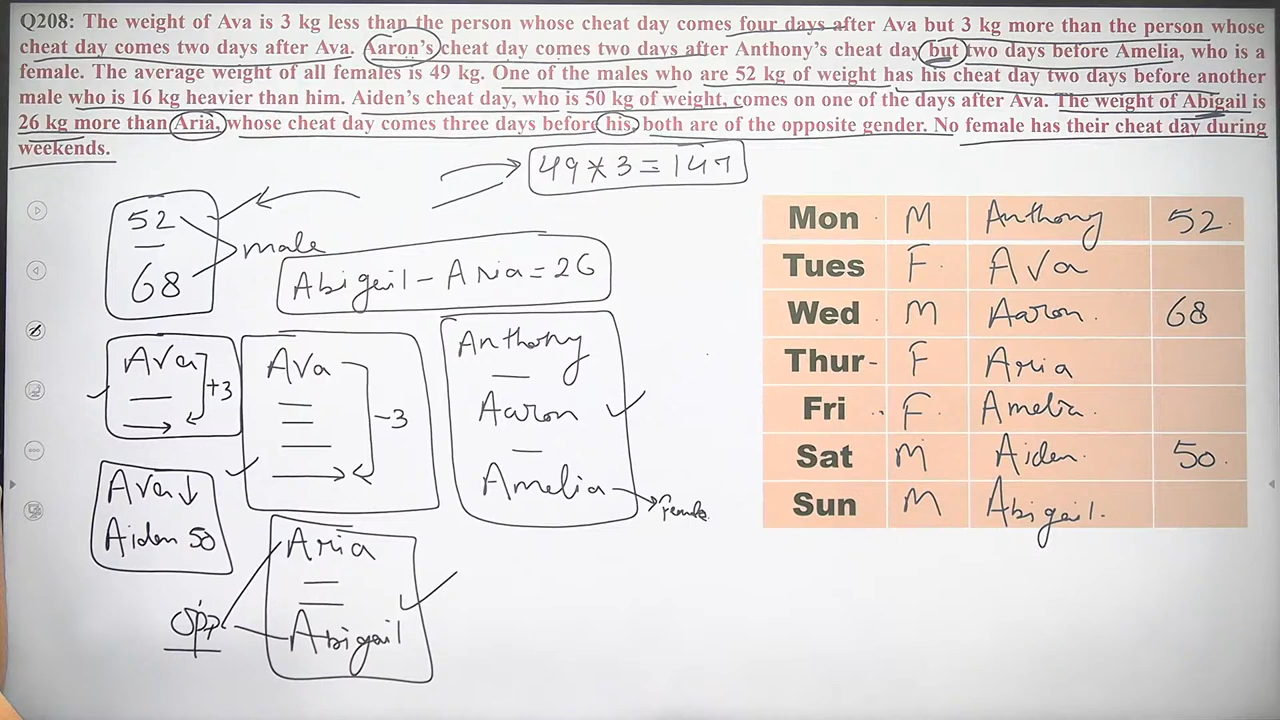 Q208: The weight of Ava is 3 kg less than the person whose cheat day comes four days after Ava but 3 kg more than the person whose
cheat day comes two days after Ava. Aaron's cheat day comes two days after Anthony's cheat day but two days before Amelia, who is a
female. The average weight of all females is 49 kg. One of the males who are 52 kg of weight has his cheat day two days before another
male who is 16 kg heavier than him. Aiden's cheat day, who is 50 kg of weight, comes on one of the days after Ava. The weight of Abigail is
26 kg more than Aria, whose cheat day comes three days before his, both are of the opposite gender. No female has their cheat day during
weekends.
49 * 3 = 147
52
68
male
Abigail - Aria = 26
Ava
+3
Ava
-3
Anthony
Aaron
Amelia
female
Ava ↓
Aiden 50
Aria
Abigail
opp
Mon M Anthony 52
Tues F Ava
Wed M Aaron 68
Thur F Aria
Fri F Amelia
Sat M Aiden 50
Sun M Abigail